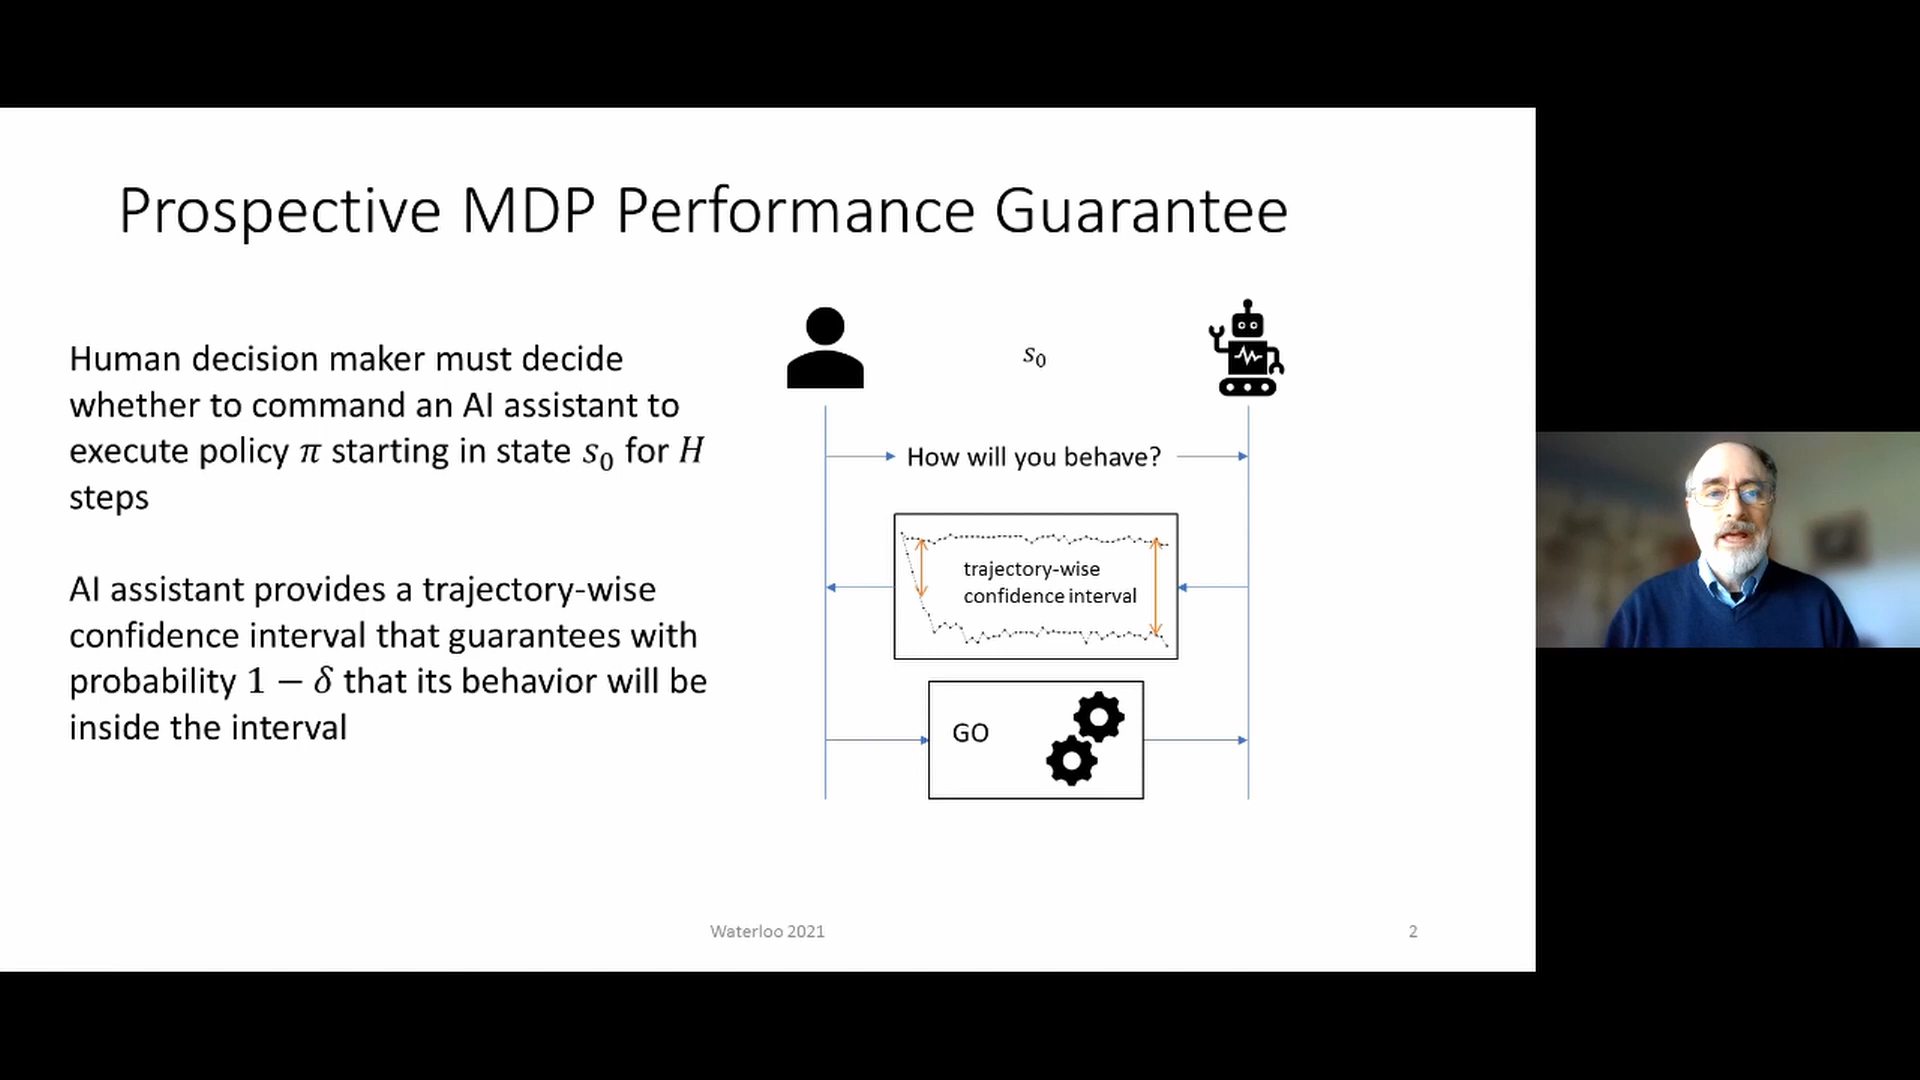 Prospective MDP Performance Guarantee
Human decision maker must decide
whether to command an AI assistant to
execute policy π starting in state s₀ for H
steps
AI assistant provides a trajectory-wise
confidence interval that guarantees with
probability 1 − δ that its behavior will be
inside the interval
s₀
How will you behave?
trajectory-wise
confidence interval
GO
Waterloo 2021
2